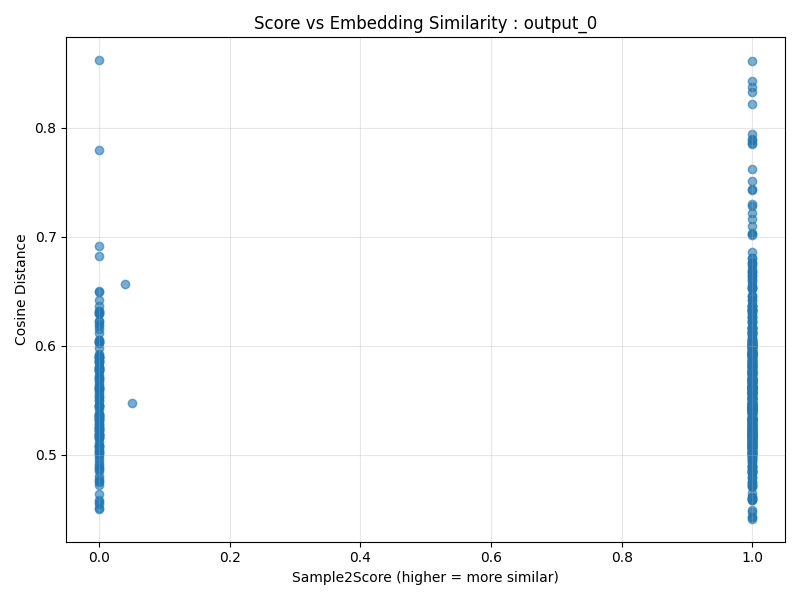 Score vs Embedding Similarity : output_0
Cosine Distance
0.8
0.7
0.6
0.5
0.0 0.2 0.4 0.6 0.8 1.0
Sample2Score (higher = more similar)